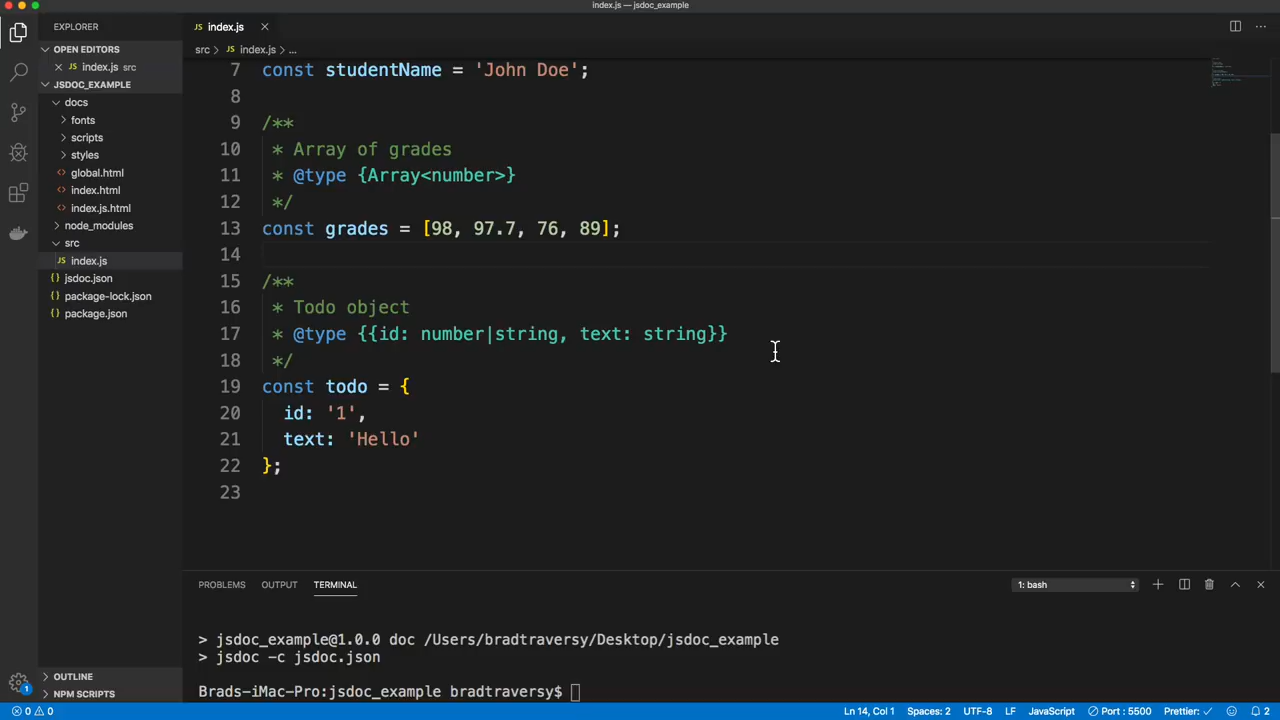 index.js — jsdoc_example
EXPLORER
OPEN EDITORS
index.js src
JSDOC_EXAMPLE
docs
fonts
scripts
styles
global.html
index.html
index.js.html
node_modules
src
index.js
jsdoc.json
package-lock.json
package.json
OUTLINE
NPM SCRIPTS
JS index.js
src > JS index.js > ...
7 const studentName = 'John Doe';
8
9 /**
10 * Array of grades
11 * @type {Array<number>}
12 */
13 const grades = [98, 97.7, 76, 89];
14
15 /**
16 * Todo object
17 * @type {{id: number|string, text: string}}
18 */
19 const todo = {
20 id: '1',
21 text: 'Hello'
22 };
23
PROBLEMS OUTPUT TERMINAL 1: bash
> jsdoc_example@1.0.0 doc /Users/bradtraversy/Desktop/jsdoc_example
> jsdoc -c jsdoc.json
Brads-iMac-Pro:jsdoc_example bradtraversy$
1
0 0 Ln 14, Col 1 Spaces: 2 UTF-8 LF JavaScript Port : 5500 Prettier: ✓ 2